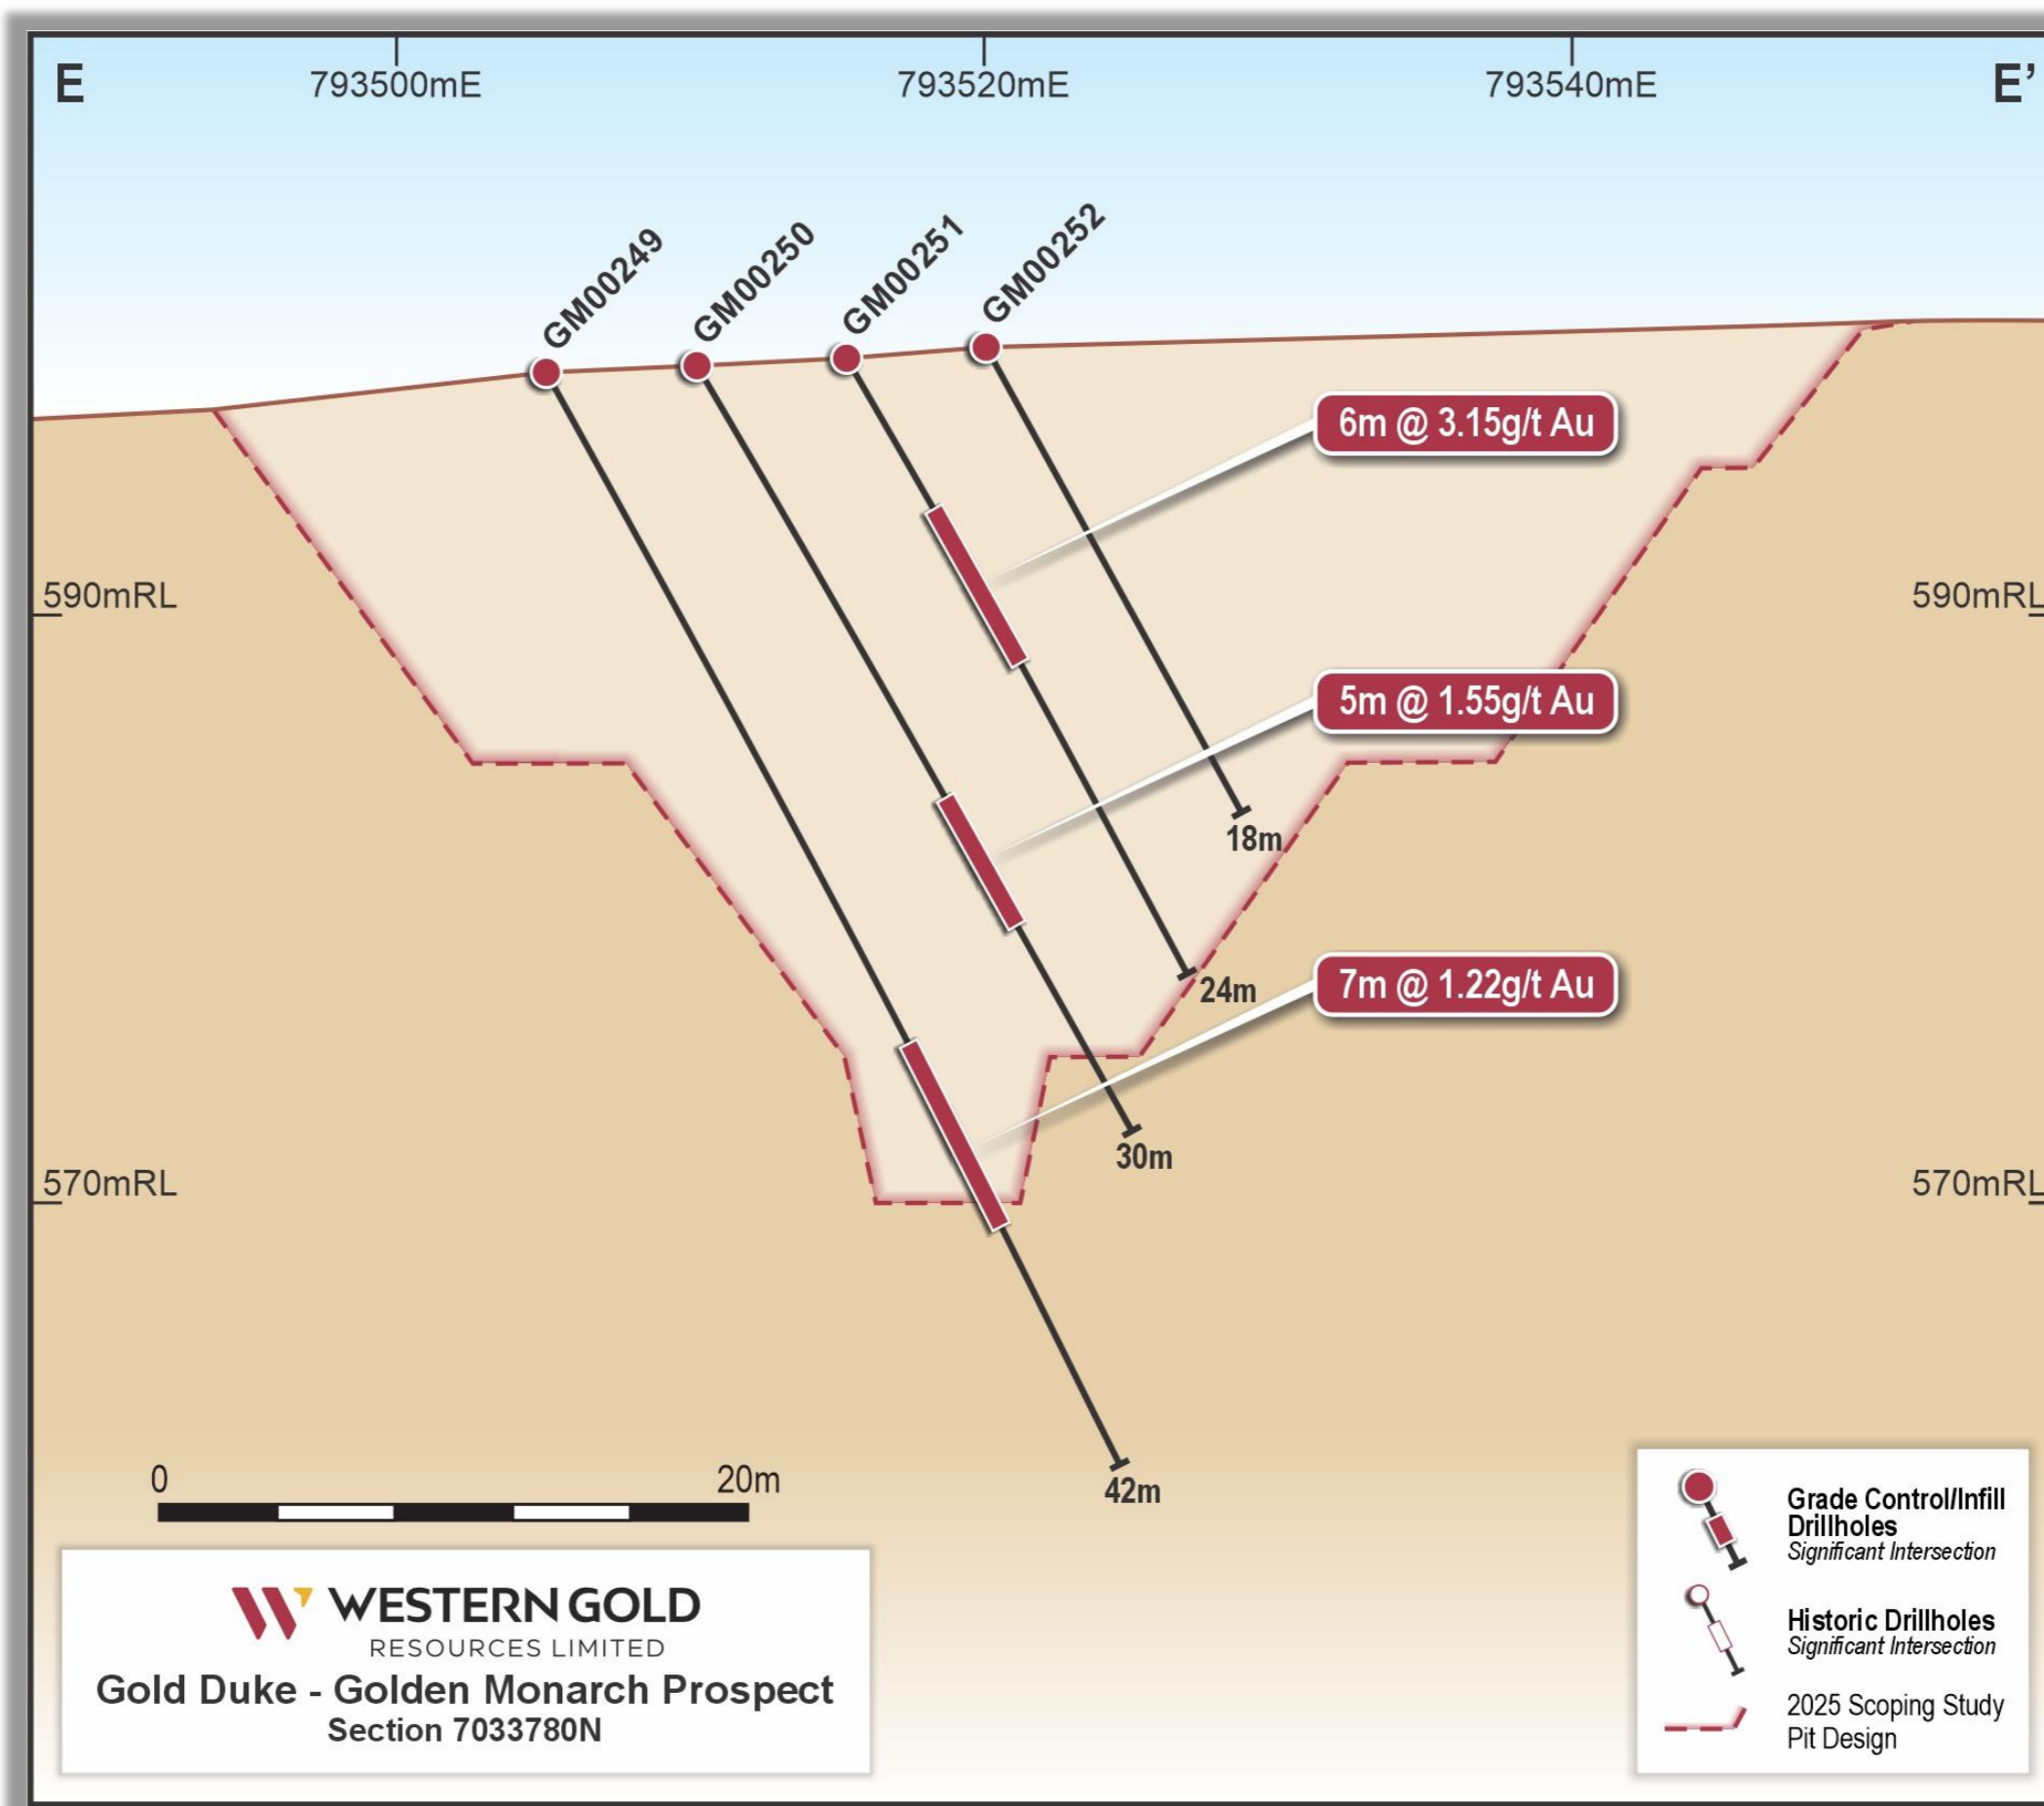 E
793500mE
793520mE
793540mE
E’
GM00249
GM00250
GM00251
GM00252
6m @ 3.15g/t Au
590mRL
590mRL
5m @ 1.55g/t Au
18m
7m @ 1.22g/t Au
24m
30m
570mRL
570mRL
42m
0
20m
WESTERN GOLD
RESOURCES LIMITED
Gold Duke - Golden Monarch Prospect
Section 7033780N
Grade Control/Infill
Drillholes
Significant Intersection
Historic Drillholes
Significant Intersection
2025 Scoping Study
Pit Design